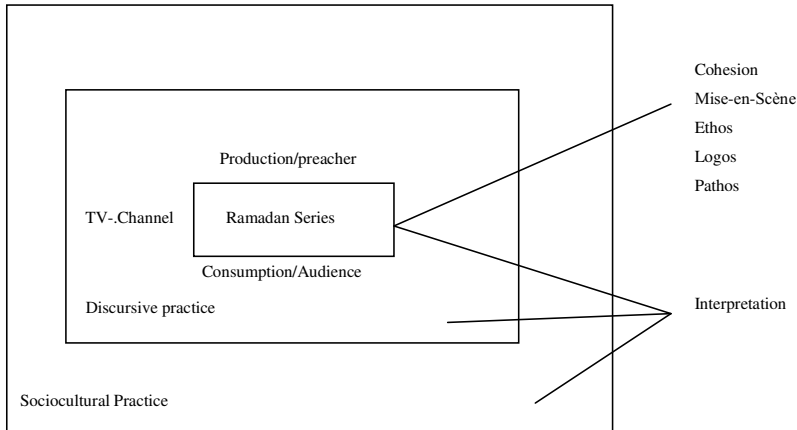 Cohesion
Mise-en-Scène
Ethos
Logos
Pathos
Production/preacher
TV-.Channel
Ramadan Series
Consumption/Audience
Discursive practice
Interpretation
Sociocultural Practice